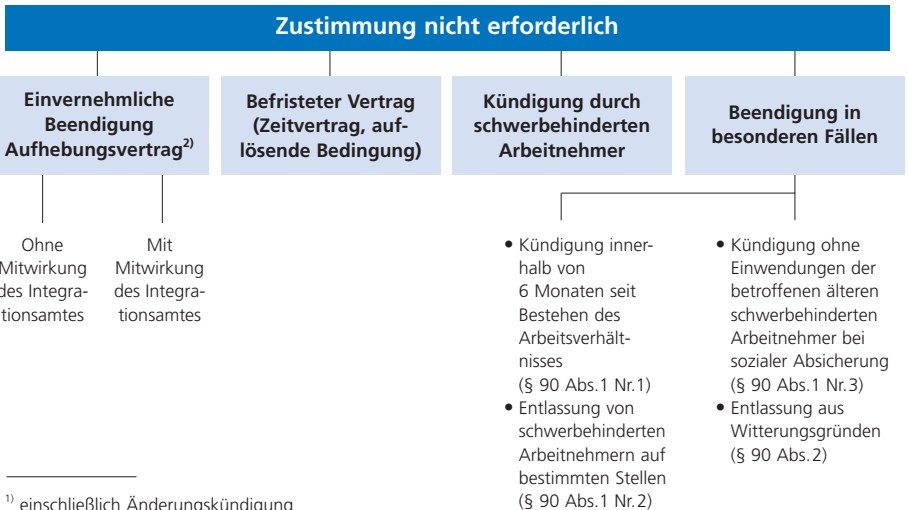 Zustimmung nicht erforderlich
Einvernehmliche
Beendigung
Aufhebungsvertrag2)
Befristeter Vertrag
(Zeitvertrag, auf-
lösende Bedingung)
Kündigung durch
schwerbehinderten
Arbeitnehmer
Beendigung in
besonderen Fällen
Ohne
Mitwirkung
des Integra-
tionsamtes
Mit
Mitwirkung
des Integra-
tionsamtes
• Kündigung inner-
halb von
6 Monaten seit
Bestehen des
Arbeitsverhält-
nisses
(§ 90 Abs.1 Nr.1)
• Entlassung von
schwerbehinderten
Arbeitnehmern auf
bestimmten Stellen
(§ 90 Abs.1 Nr.2)
• Kündigung ohne
Einwendungen der
betroffenen älteren
schwerbehinderten
Arbeitnehmer bei
sozialer Absicherung
(§ 90 Abs.1 Nr.3)
• Entlassung aus
Witterungsgründen
(§ 90 Abs.2)
1) einschließlich Änderungskündigung